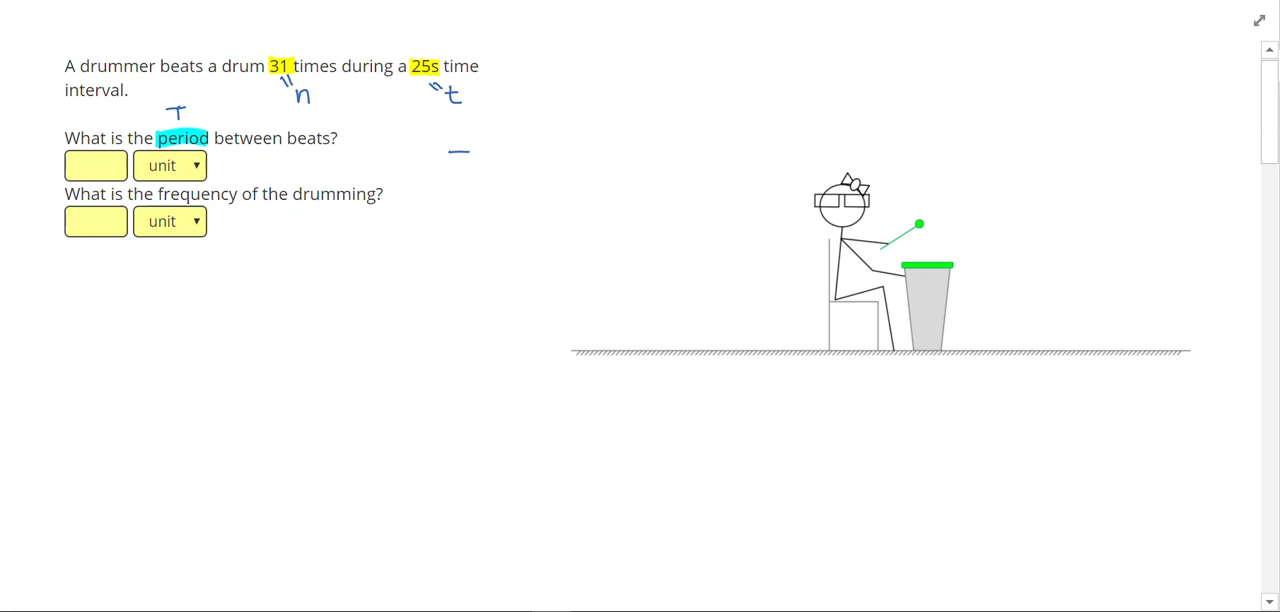 A drummer beats a drum 31 times during a 25s time
interval.
" n
" t
T
What is the period between beats?
unit
What is the frequency of the drumming?
unit